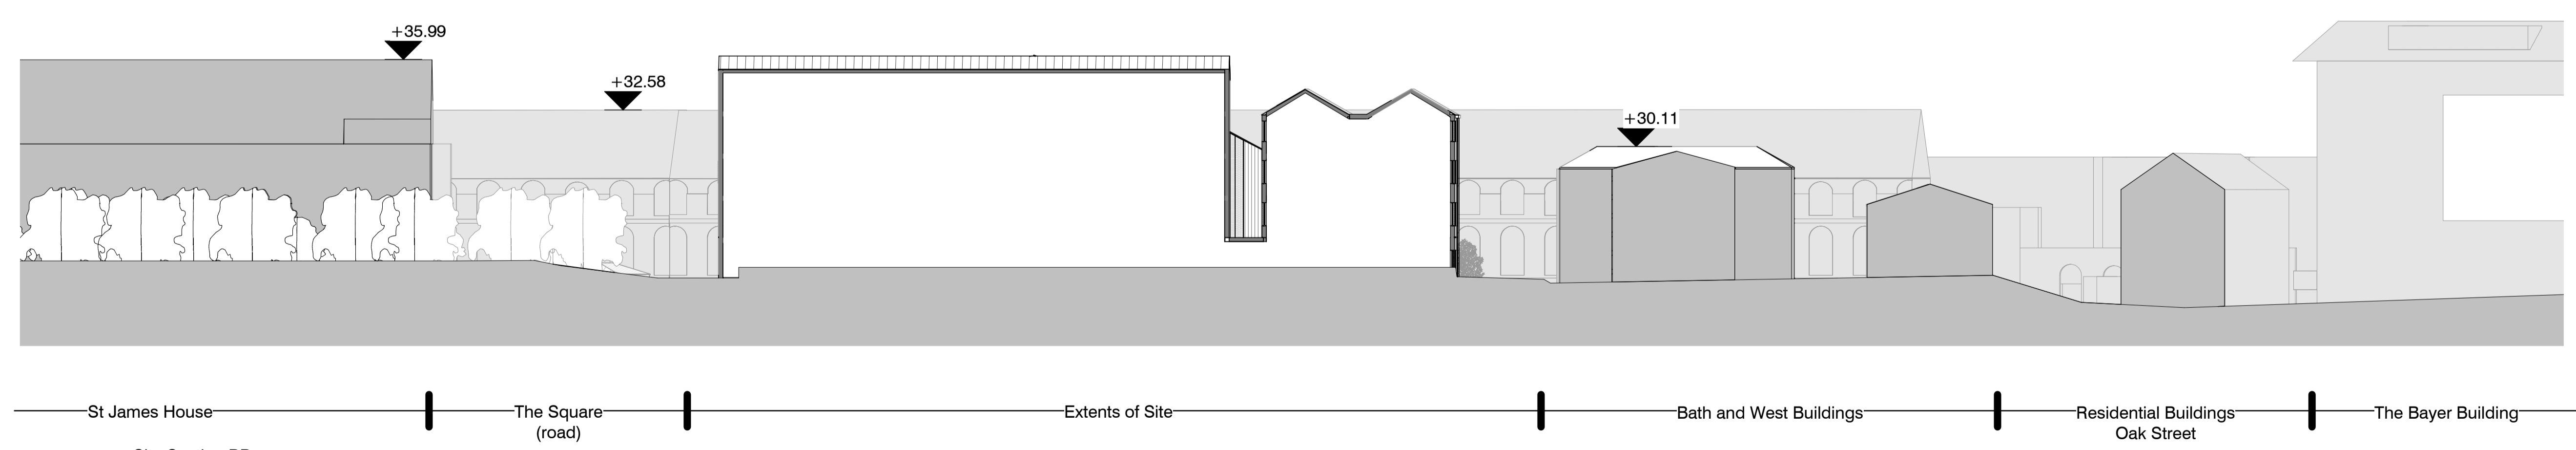 +35.99
+32.58
+30.11
St James House
The Square
(road)
Extents of Site
Bath and West Buildings
Residential Buildings
Oak Street
The Bayer Building